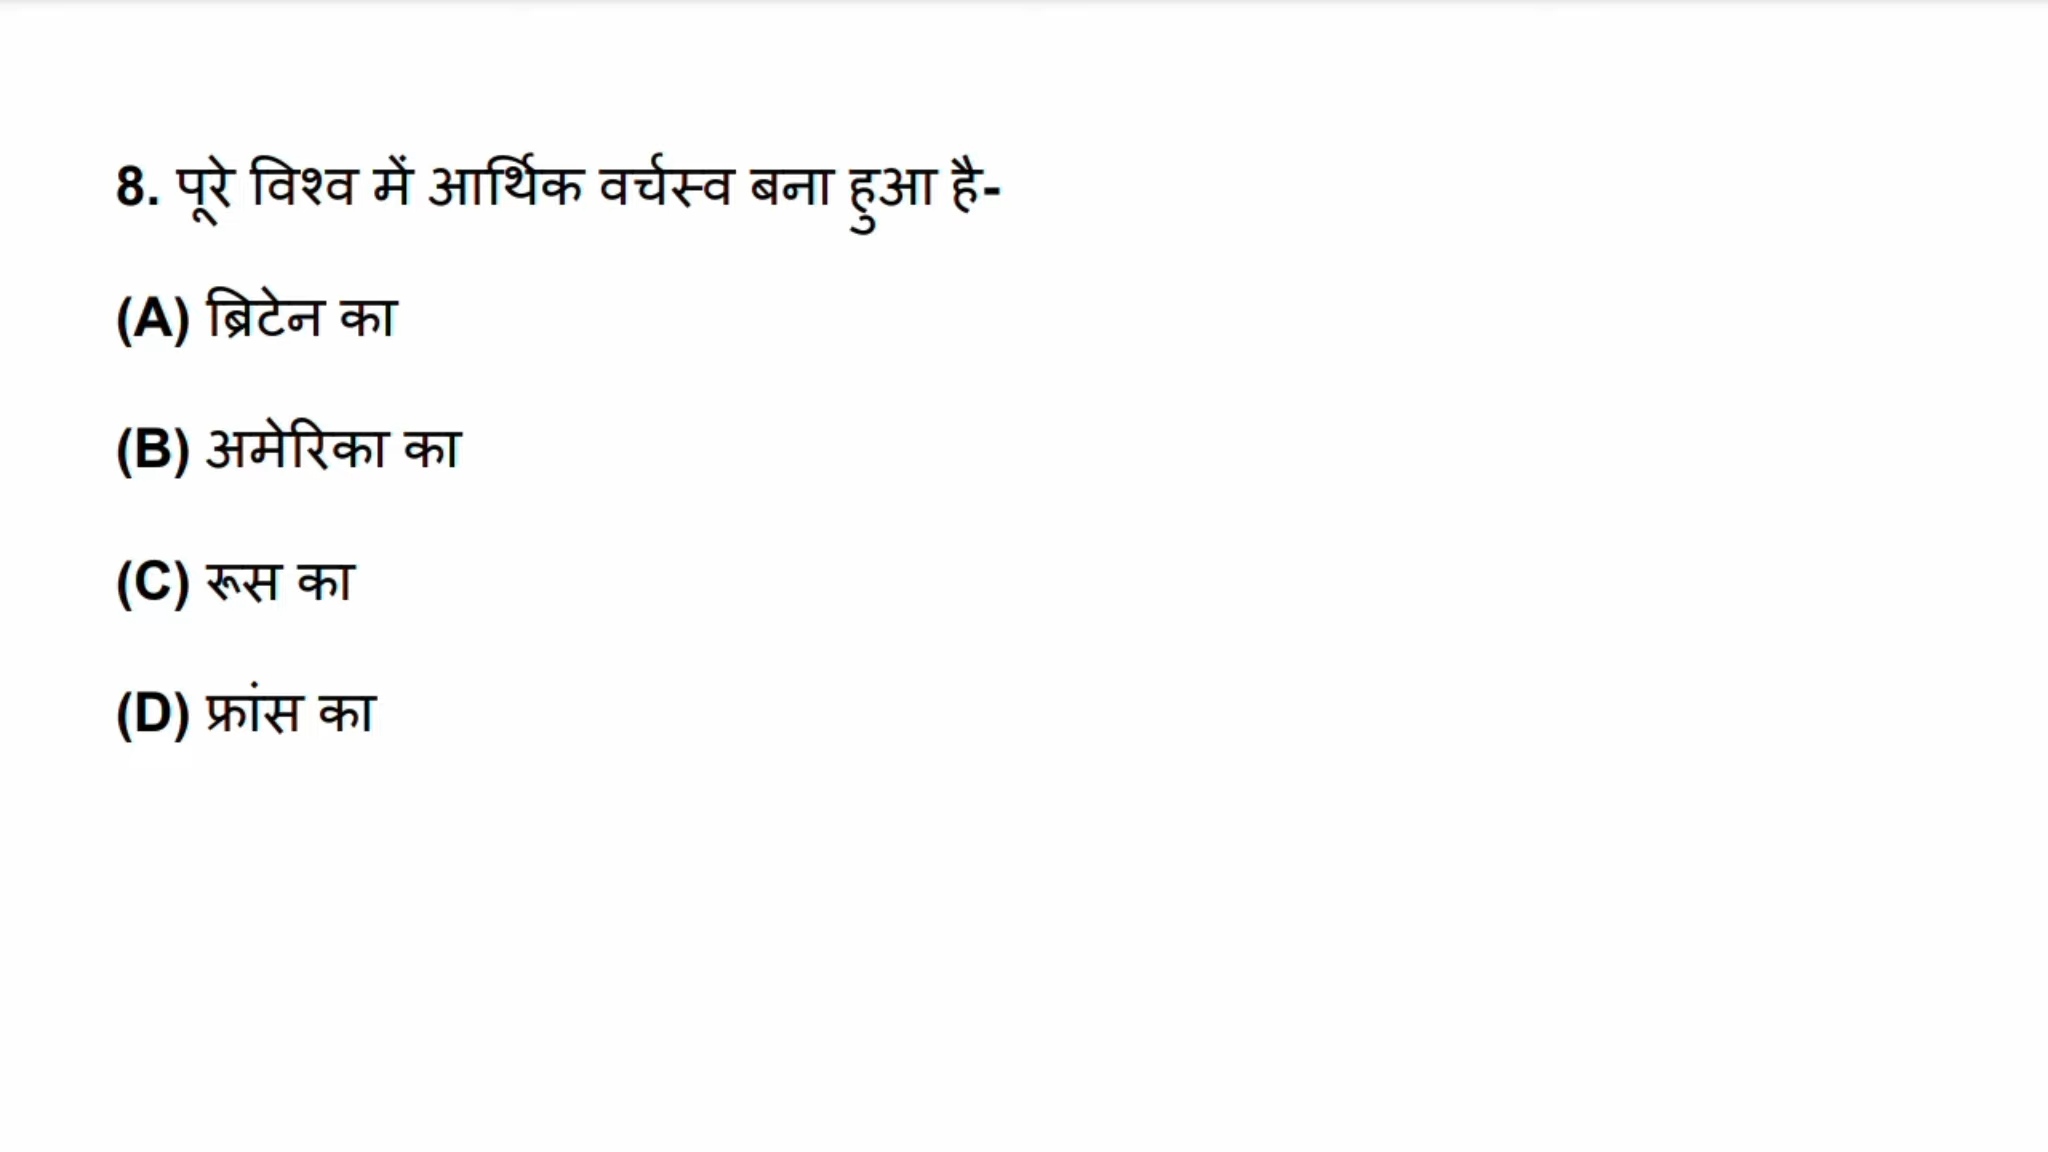 8. पूरे विश्व में आर्थिक वर्चस्व बना हुआ है-
(A) ब्रिटेन का
(B) अमेरिका का
(C) रूस का
(D) फ्रांस का